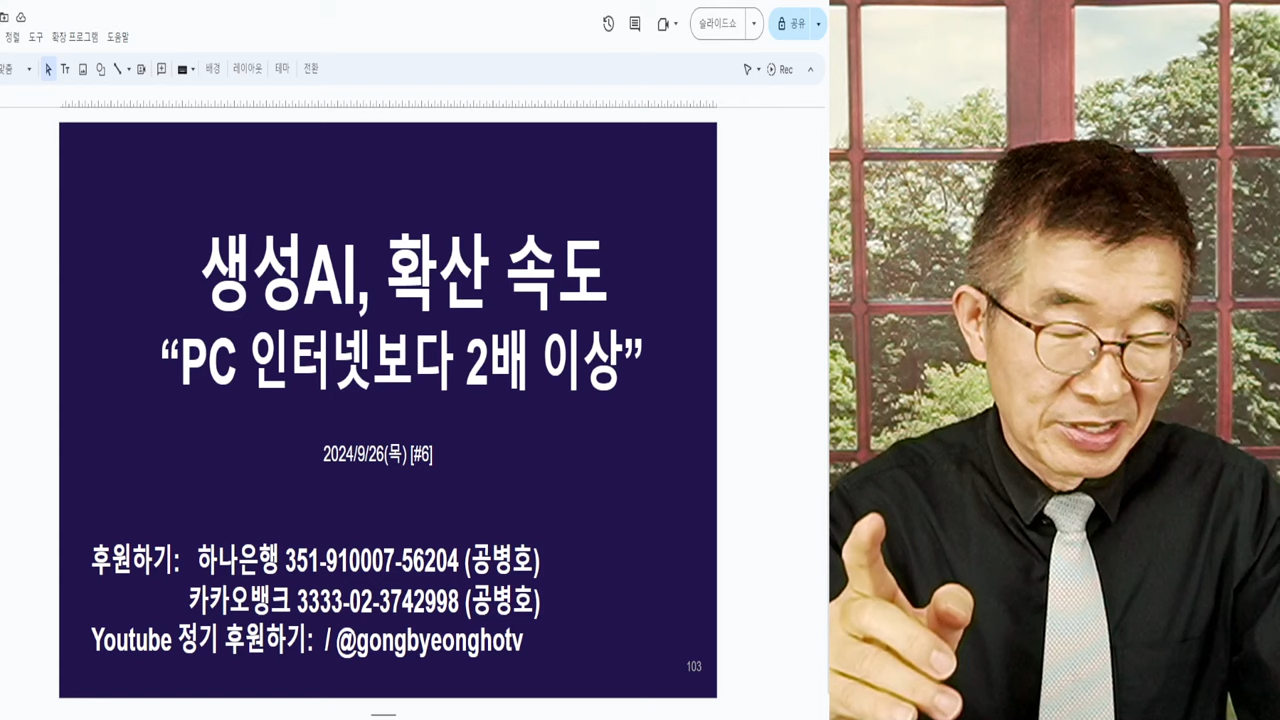 정렬 도구 확장 프로그램 도움말
슬라이드쇼
공유
맞춤
Tr
배경 레이아웃 테마 전환
Rec
생성AI, 확산 속도
“PC 인터넷보다 2배 이상”
2024/9/26(목) [#6]
후원하기: 하나은행 351-910007-56204 (공병호)
카카오뱅크 3333-02-3742998 (공병호)
Youtube 정기 후원하기: / @gongbyeonghotv
103